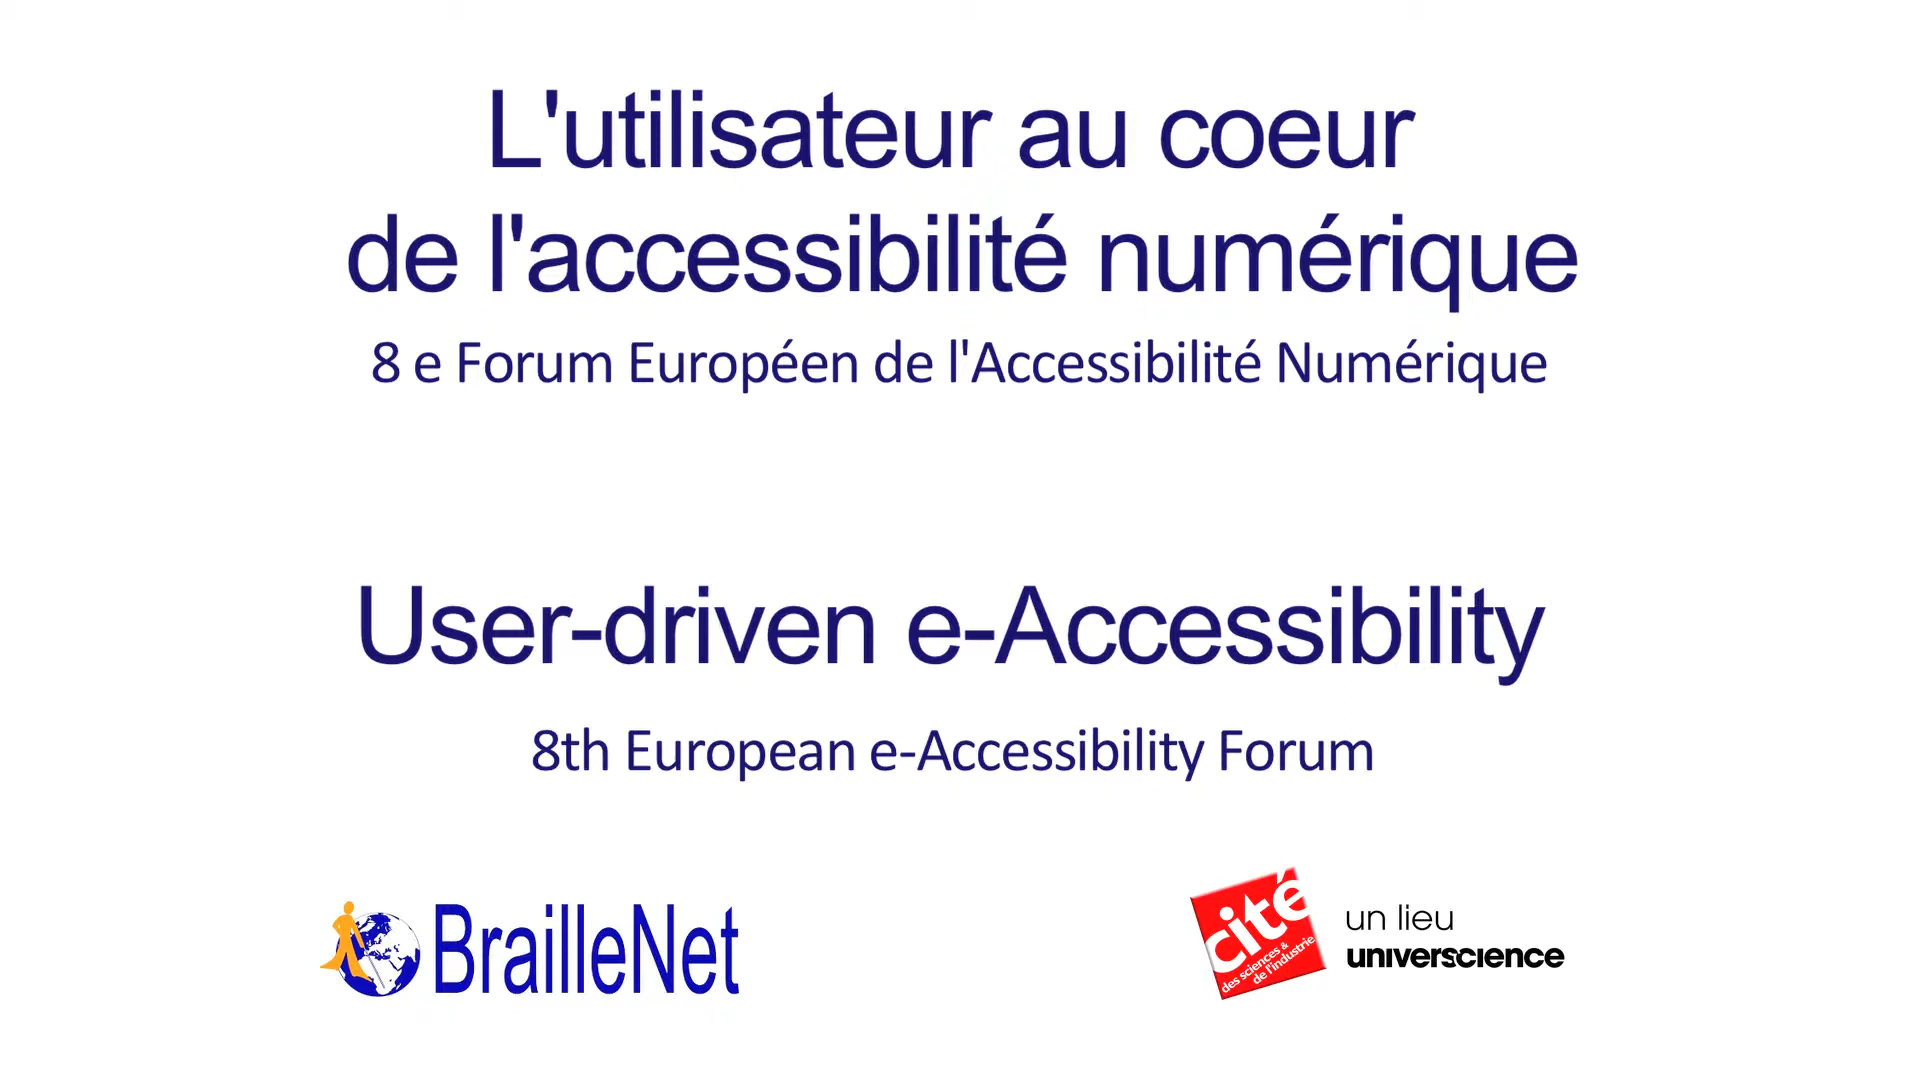 L'utilisateur au coeur
de l'accessibilité numérique
8 e Forum Européen de l'Accessibilité Numérique
User-driven e-Accessibility
8th European e-Accessibility Forum
BrailleNet
cité
des sciences &
de l'industrie
un lieu
universcience